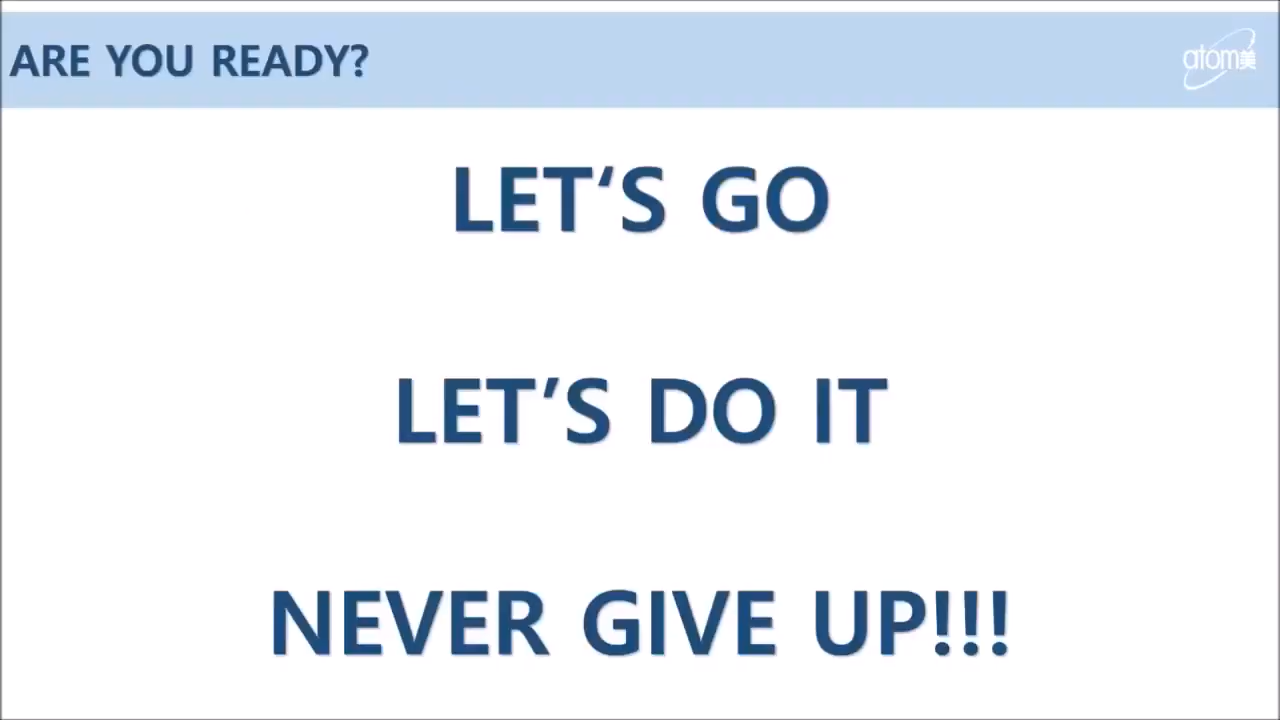 ARE YOU READY?
atom美
LET‘S GO
LET’S DO IT
NEVER GIVE UP!!!